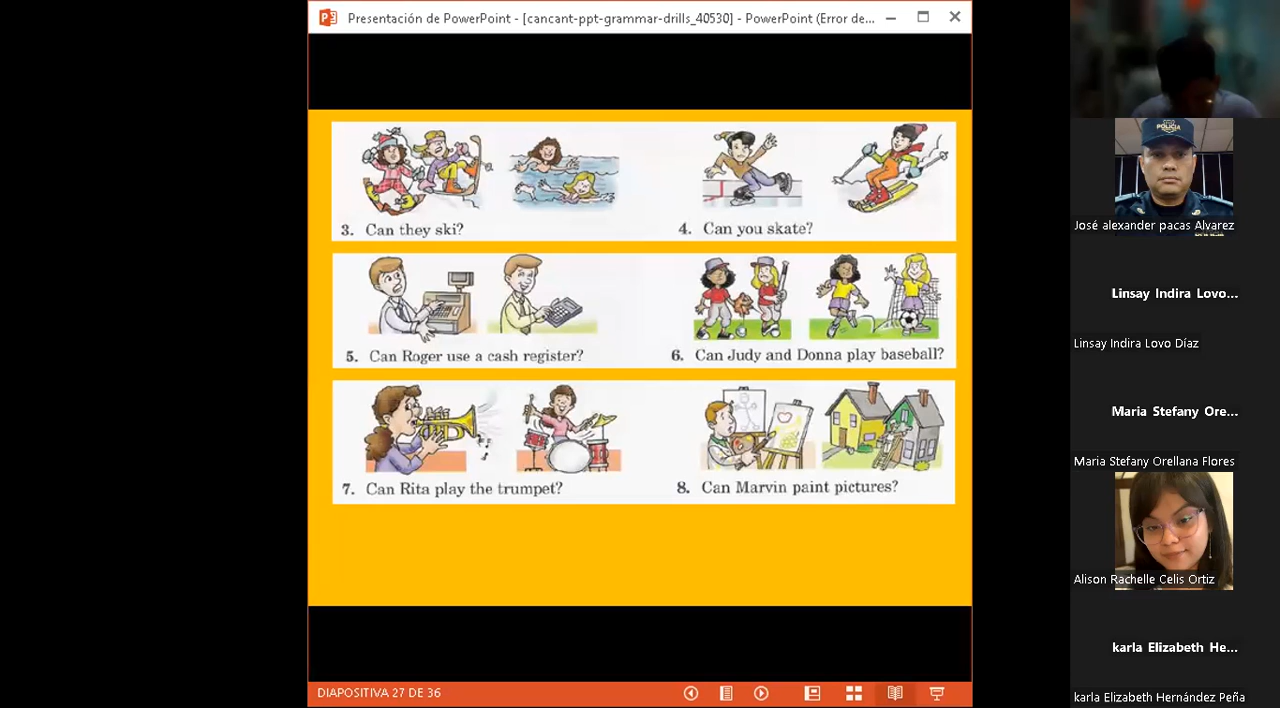 Presentación de PowerPoint - [cancant-ppt-grammar-drills_40530] - PowerPoint (Error de...
3. Can they ski?
4. Can you skate?
5. Can Roger use a cash register?
6. Can Judy and Donna play baseball?
7. Can Rita play the trumpet?
8. Can Marvin paint pictures?
DIAPOSITIVA 27 DE 36
POLICIA
José alexander pacas Alvarez
Linsay Indira Lovo...
Linsay Indira Lovo Díaz
Maria Stefany Ore...
Maria Stefany Orellana Flores
Alison Rachelle Celis Ortiz
karla Elizabeth He...
karla Elizabeth Hernández Peña